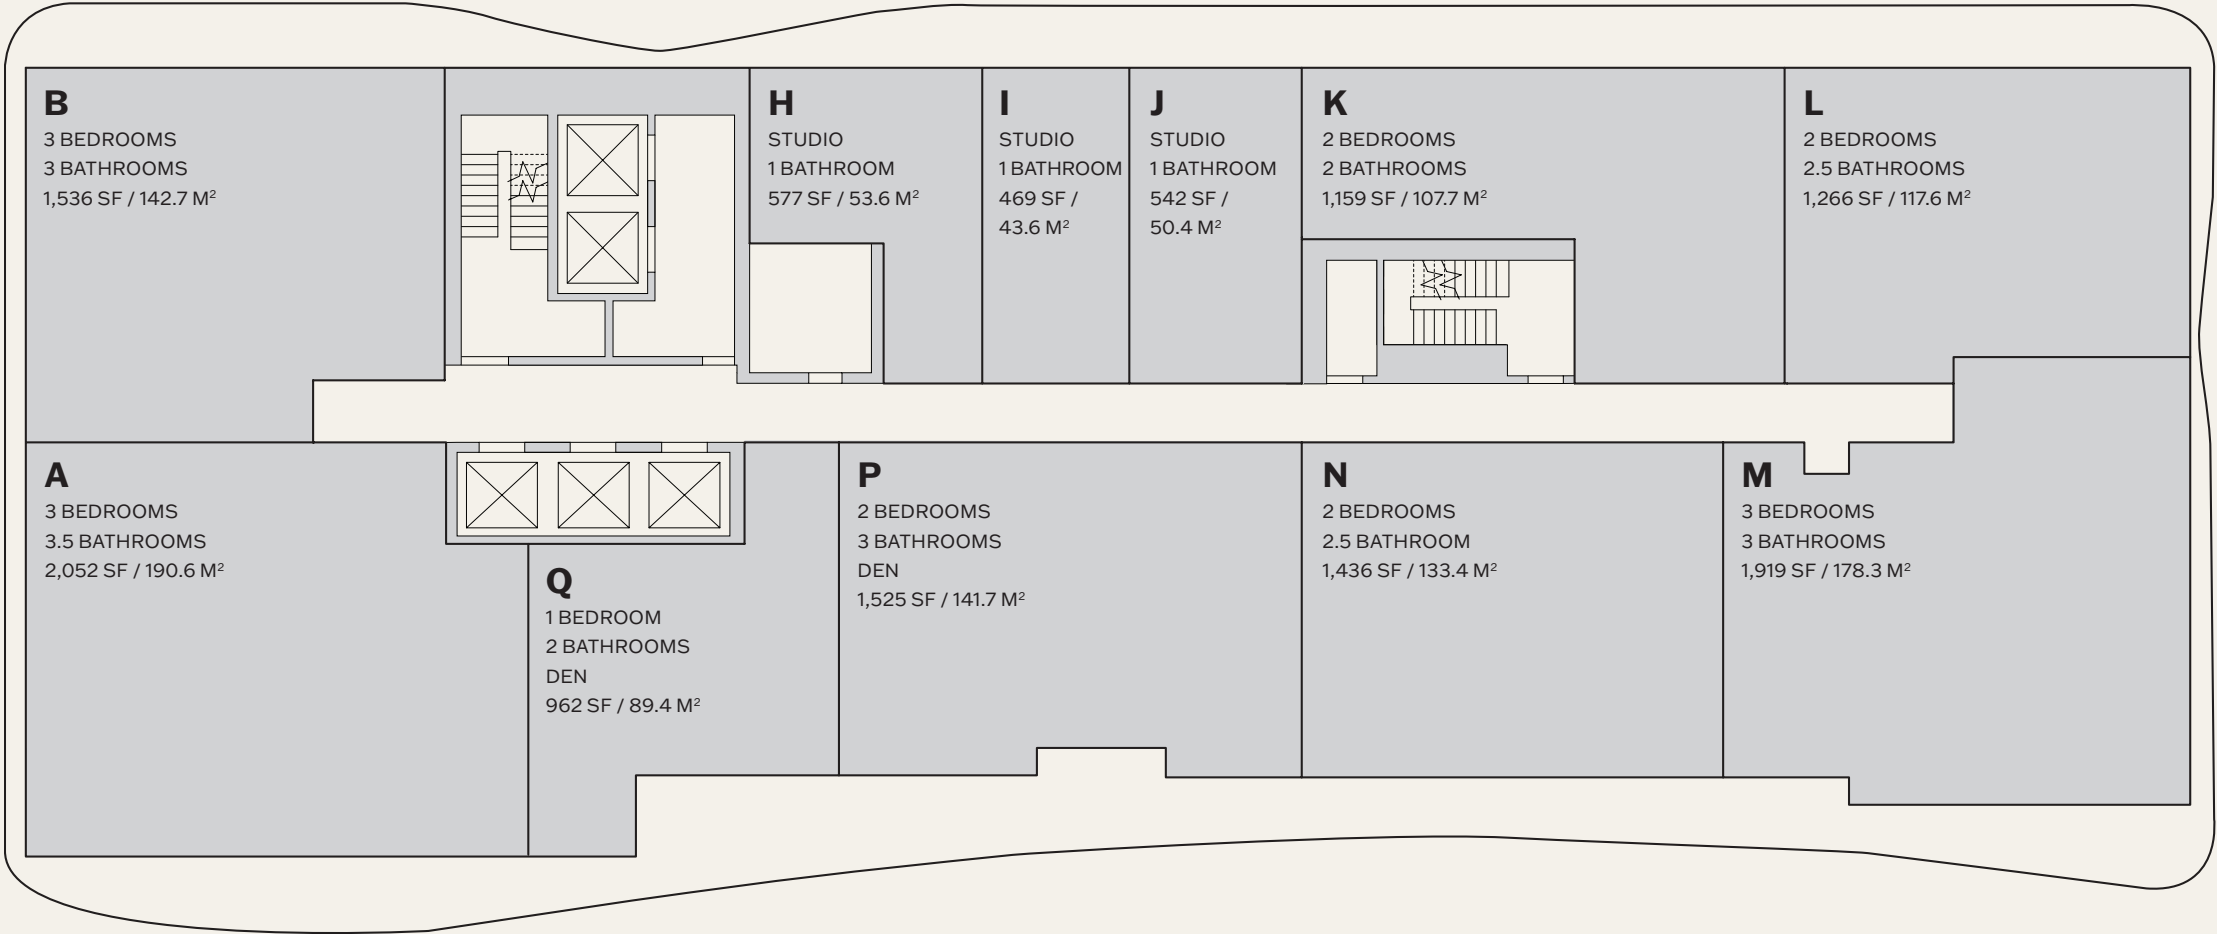 B
3 BEDROOMS
3 BATHROOMS
1,536 SF / 142.7 M²
H
STUDIO
1 BATHROOM
577 SF / 53.6 M²
I
STUDIO
1 BATHROOM
469 SF /
43.6 M²
J
STUDIO
1 BATHROOM
542 SF /
50.4 M²
K
2 BEDROOMS
2 BATHROOMS
1,159 SF / 107.7 M²
L
2 BEDROOMS
2.5 BATHROOMS
1,266 SF / 117.6 M²
A
3 BEDROOMS
3.5 BATHROOMS
2,052 SF / 190.6 M²
Q
1 BEDROOM
2 BATHROOMS
DEN
962 SF / 89.4 M²
P
2 BEDROOMS
3 BATHROOMS
DEN
1,525 SF / 141.7 M²
N
2 BEDROOMS
2.5 BATHROOM
1,436 SF / 133.4 M²
M
3 BEDROOMS
3 BATHROOMS
1,919 SF / 178.3 M²